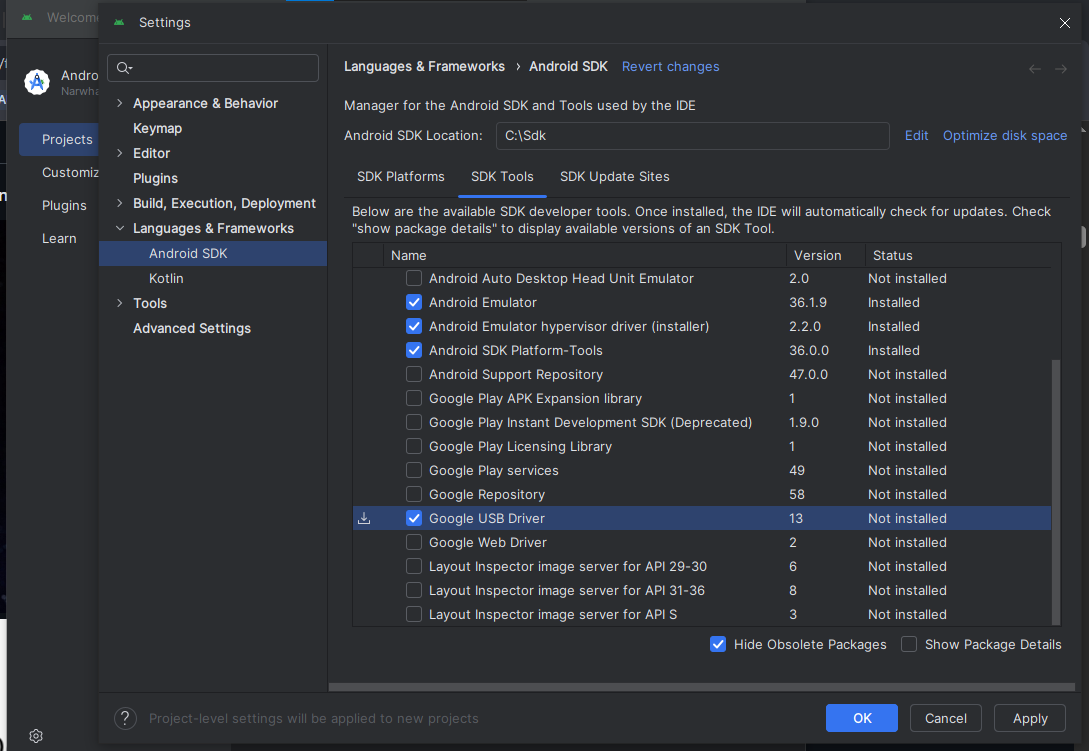 Welcome
Settings
Andro
Narwha
Projects
Customiz
Plugins
Learn
Appearance & Behavior
Keymap
Editor
Plugins
Build, Execution, Deployment
Languages & Frameworks
Android SDK
Kotlin
Tools
Advanced Settings
Languages & Frameworks › Android SDK Revert changes
Manager for the Android SDK and Tools used by the IDE
Android SDK Location: C:\Sdk Edit Optimize disk space
SDK Platforms SDK Tools SDK Update Sites
Below are the available SDK developer tools. Once installed, the IDE will automatically check for updates. Check
"show package details" to display available versions of an SDK Tool.
Name Version Status
Android Auto Desktop Head Unit Emulator 2.0 Not installed
Android Emulator 36.1.9 Installed
Android Emulator hypervisor driver (installer) 2.2.0 Installed
Android SDK Platform-Tools 36.0.0 Installed
Android Support Repository 47.0.0 Not installed
Google Play APK Expansion library 1 Not installed
Google Play Instant Development SDK (Deprecated) 1.9.0 Not installed
Google Play Licensing Library 1 Not installed
Google Play services 49 Not installed
Google Repository 58 Not installed
Google USB Driver 13 Not installed
Google Web Driver 2 Not installed
Layout Inspector image server for API 29-30 6 Not installed
Layout Inspector image server for API 31-36 8 Not installed
Layout Inspector image server for API S 3 Not installed
Hide Obsolete Packages Show Package Details
? Project-level settings will be applied to new projects
OK Cancel Apply